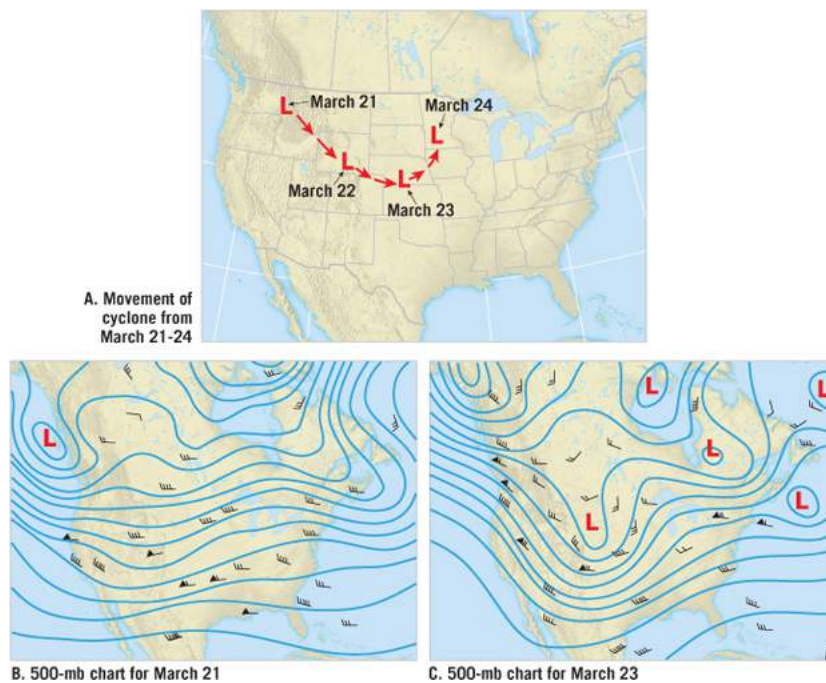 L
March 21
March 24
L
L
March 22
L
March 23
A. Movement of
cyclone from
March 21-24
L
L
L
L
L
L
B. 500-mb chart for March 21
C. 500-mb chart for March 23